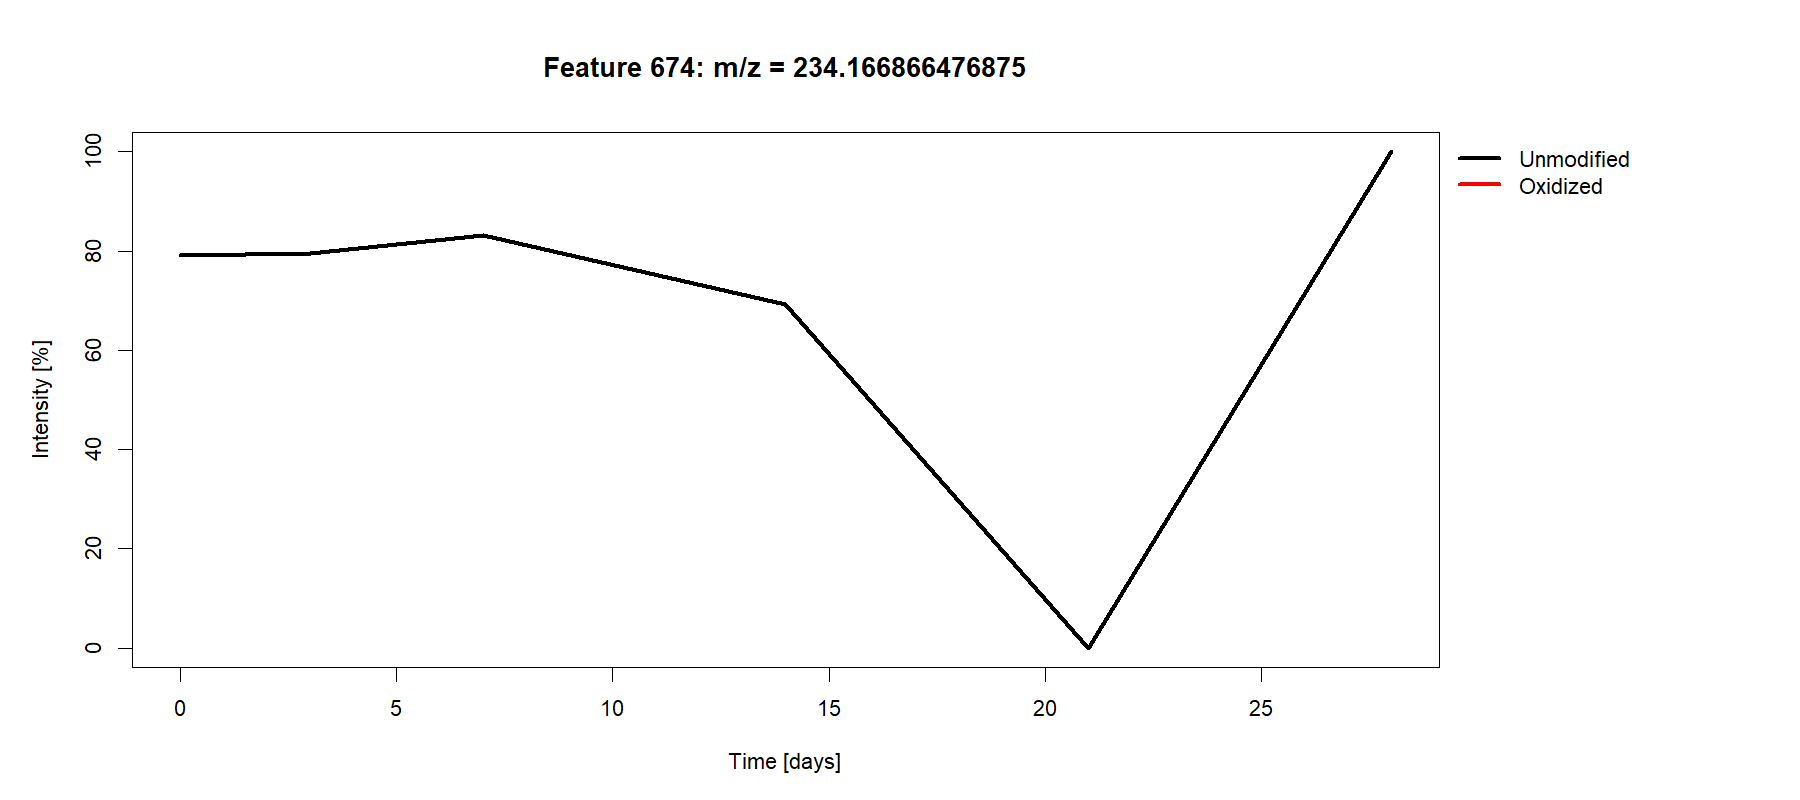 Feature 674: m/z = 234.166866476875
Unmodified
Oxidized
Intensity [%]
100
80
60
40
20
0
0 5 10 15 20 25
Time [days]